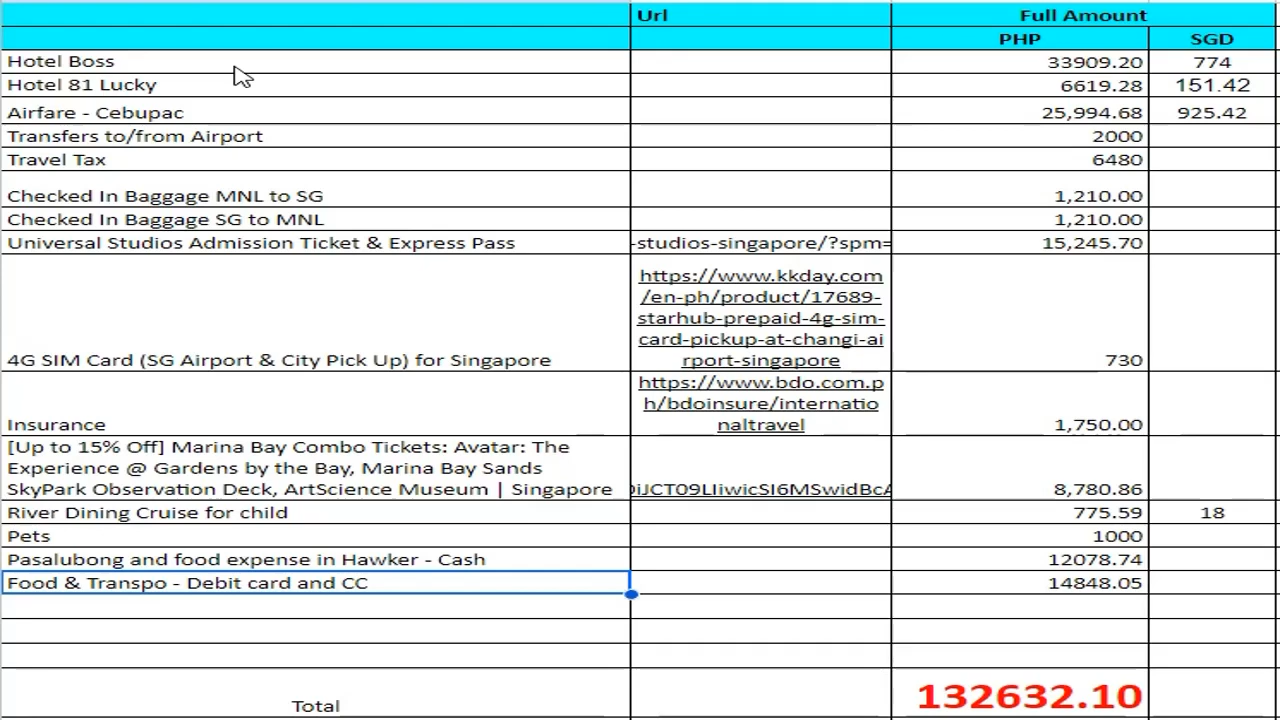 Url Full Amount
PHP SGD
Hotel Boss 33909.20 774
Hotel 81 Lucky 6619.28 151.42
Airfare - Cebupac 25,994.68 925.42
Transfers to/from Airport 2000
Travel Tax 6480
Checked In Baggage MNL to SG 1,210.00
Checked In Baggage SG to MNL 1,210.00
Universal Studios Admission Ticket & Express Pass -studios-singapore/?spm= 15,245.70
https://www.kkday.com
/en-ph/product/17689-
starhub-prepaid-4g-sim-
card-pickup-at-changi-ai
4G SIM Card (SG Airport & City Pick Up) for Singapore rport-singapore 730
https://www.bdo.com.p
h/bdoinsure/internatio
Insurance naltravel 1,750.00
[Up to 15% Off] Marina Bay Combo Tickets: Avatar: The
Experience @ Gardens by the Bay, Marina Bay Sands
SkyPark Observation Deck, ArtScience Museum | Singapore 8,780.86
River Dining Cruise for child 775.59 18
Pets 1000
Pasalubong and food expense in Hawker - Cash 12078.74
Food & Transpo - Debit card and CC 14848.05
Total 132632.10